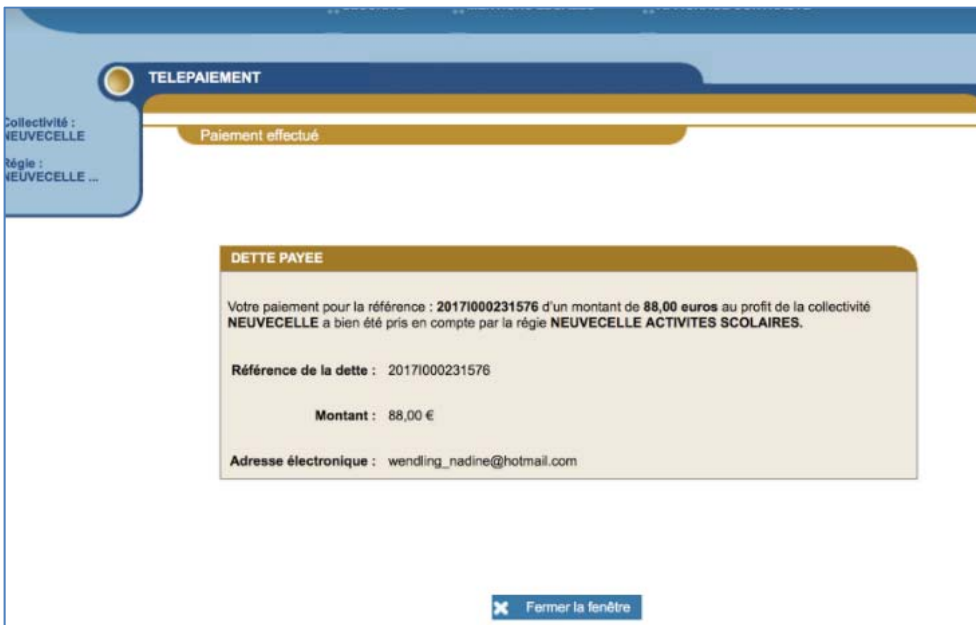 TELEPAIEMENT
Collectivité :
NEUVECELLE
Régie :
NEUVECELLE ...
Paiement effectué
DETTE PAYEE
Votre paiement pour la référence : 2017I000231576 d'un montant de 88,00 euros au profit de la collectivité
NEUVECELLE a bien été pris en compte par la régie NEUVECELLE ACTIVITES SCOLAIRES.
Référence de la dette : 2017I000231576
Montant : 88,00 €
Adresse électronique : wendling_nadine@hotmail.com
Fermer la fenêtre